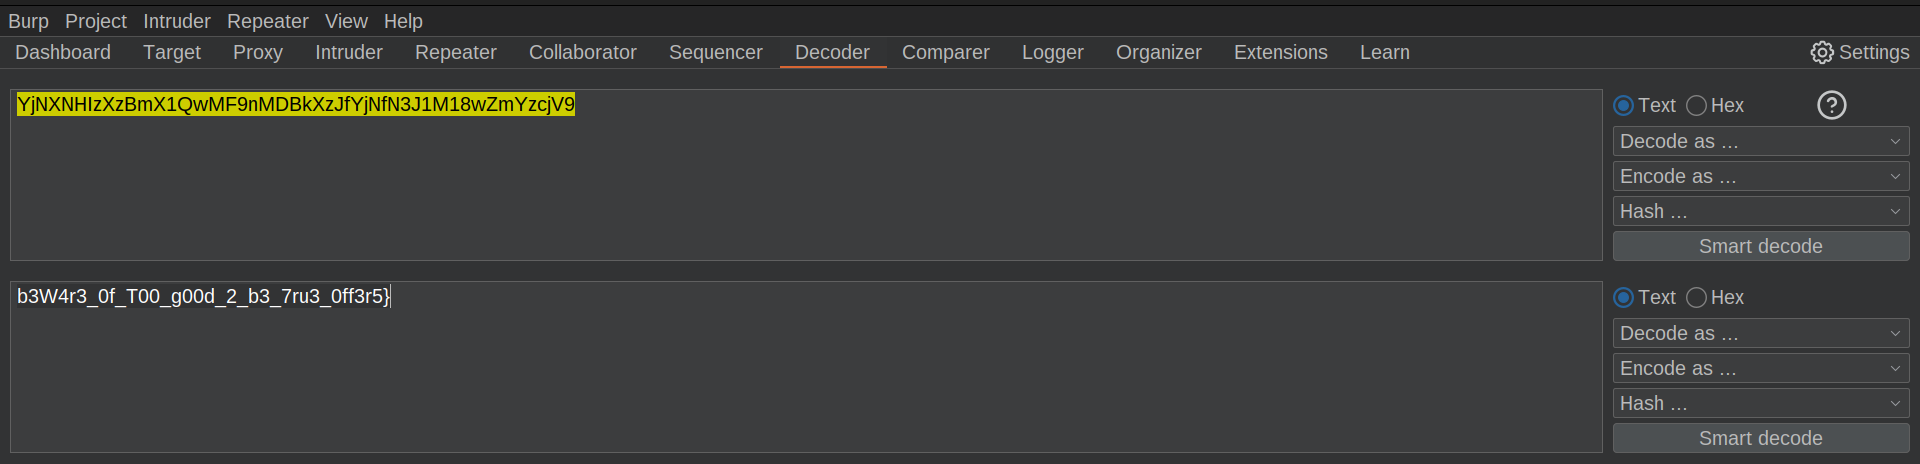 Burp Project Intruder Repeater View Help
Dashboard Target Proxy Intruder Repeater Collaborator Sequencer Decoder Comparer Logger Organizer Extensions Learn Settings
YjNXNHIzXzBmX1QwMF9nMDBkXzJfYjNfN3J1M18wZmYzcjV9
Text Hex ?
Decode as ...
Encode as ...
Hash ...
Smart decode
b3W4r3_0f_T00_g00d_2_b3_7ru3_0ff3r5}
Text Hex
Decode as ...
Encode as ...
Hash ...
Smart decode